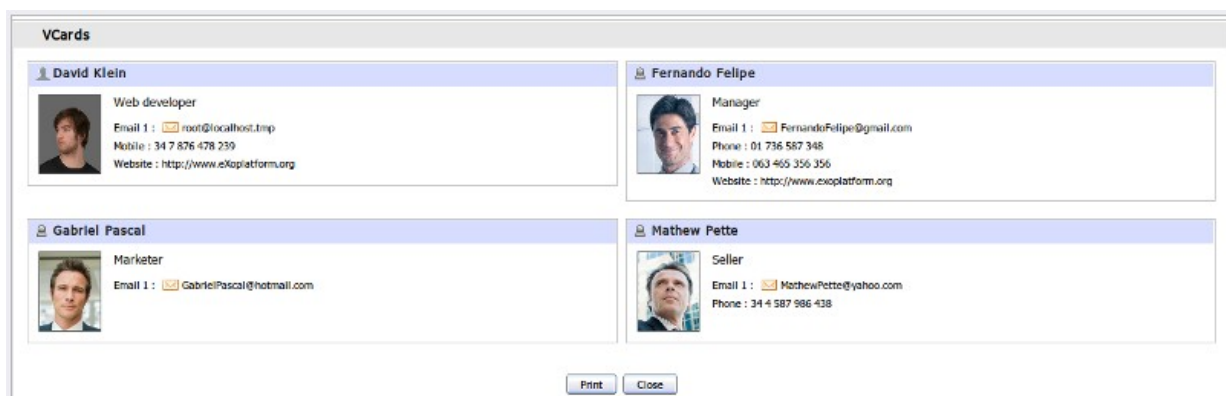 VCards
David Klein
Web developer
Email 1 : root@localhost.tmp
Mobile : 34 7 876 478 239
Website : http://www.eXoplatform.org
Fernando Felipe
Manager
Email 1 : FernandoFelipe@gmail.com
Phone : 01 736 587 348
Mobile : 063 465 356 356
Website : http://www.exoplatform.org
Gabriel Pascal
Marketer
Email 1 : GabrielPascal@hotmail.com
Mathew Pette
Seller
Email 1 : MathewPette@yahoo.com
Phone : 34 4 587 986 438
Print Close